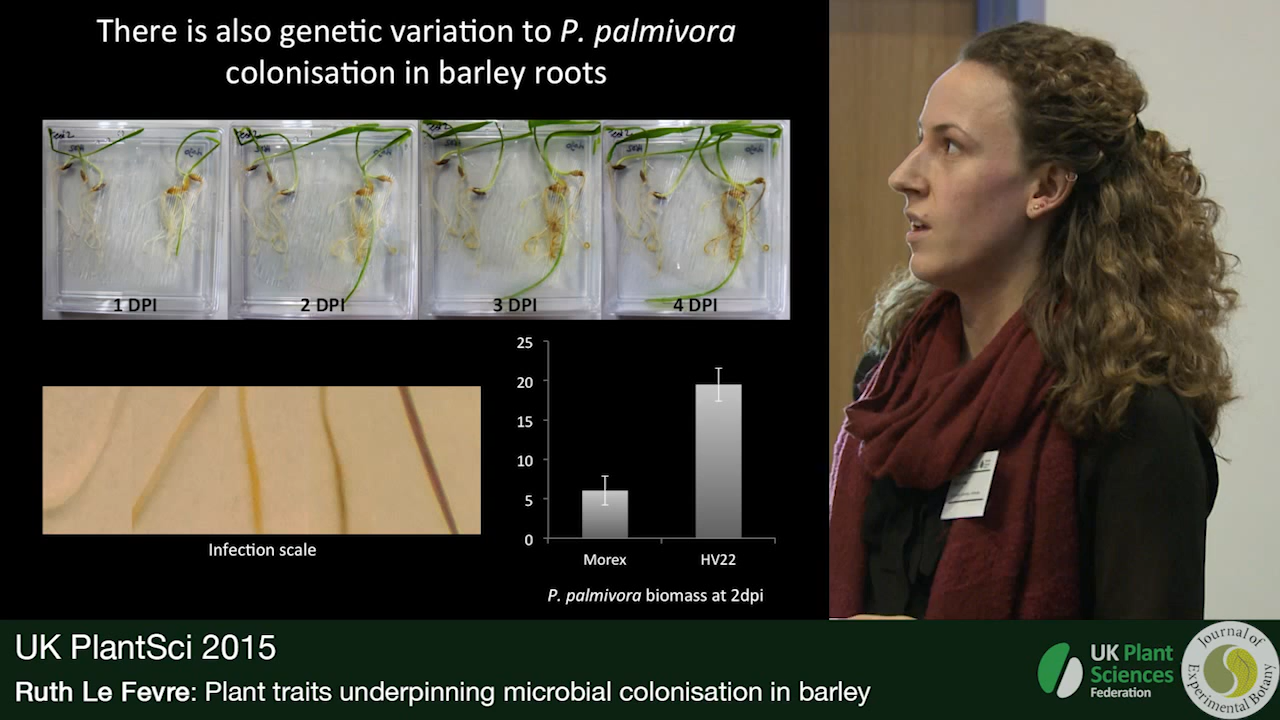 There is also genetic variation to P. palmivora
colonisation in barley roots
1 DPI
2 DPI
3 DPI
4 DPI
Infection scale
25
20
15
10
5
0
Morex
HV22
P. palmivora biomass at 2dpi
UK PlantSci 2015
Ruth Le Fevre: Plant traits underpinning microbial colonisation in barley
UK Plant
Sciences
Federation
Journal of
Experimental Botany